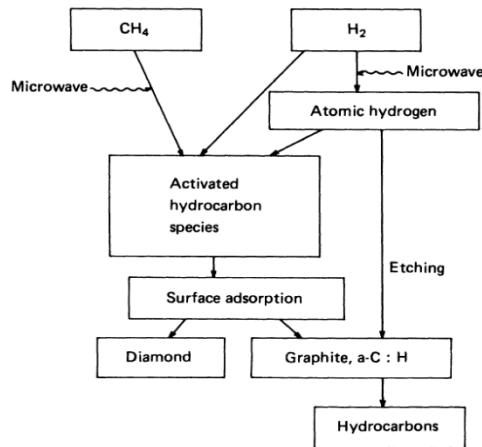 CH₄
H₂
Microwave
Microwave
Atomic hydrogen
Activated
hydrocarbon
species
Etching
Surface adsorption
Diamond
Graphite, a-C : H
Hydrocarbons